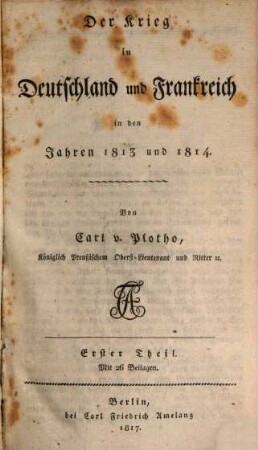 Der Krieg
in
Deutschland und Frankreich
in den
Jahren 1813 und 1814.
Von
Carl v. Plotho,
Königlich Preußischem Oberst-Lieutenant und Ritter ꝛc.
Erster Theil.
Mit 26 Beilagen.
Berlin,
bei Carl Friedrich Amelang
1817.